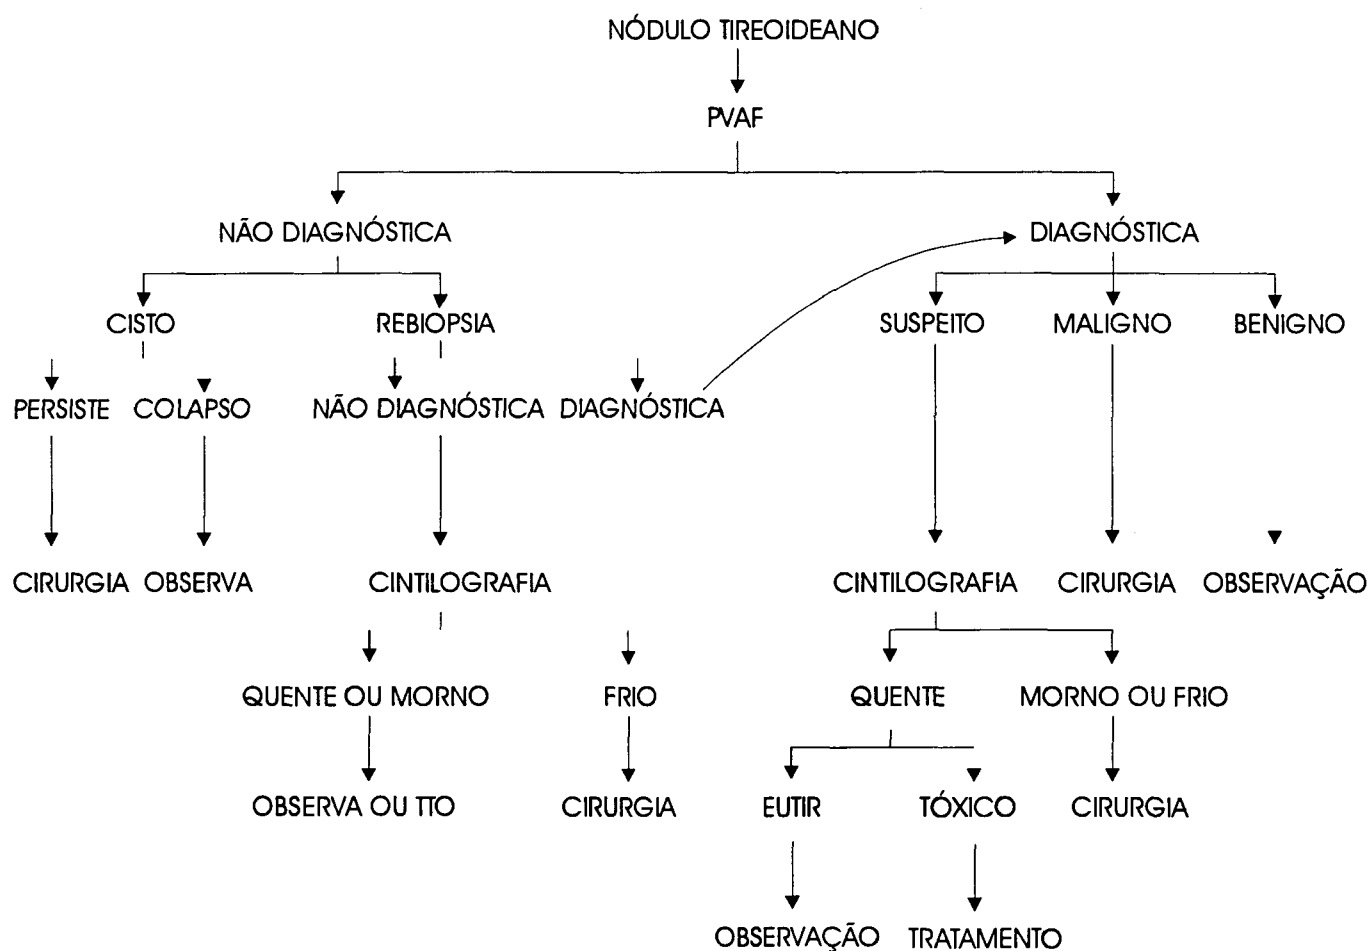 NÓDULO TIREOIDEANO
PVAF
NÃO DIAGNÓSTICA DIAGNÓSTICA
CISTO REBIOPSIA SUSPEITO MALIGNO BENIGNO
PERSISTE COLAPSO NÃO DIAGNÓSTICA DIAGNÓSTICA
CIRURGIA OBSERVA CINTILOGRAFIA CINTILOGRAFIA CIRURGIA OBSERVAÇÃO
QUENTE OU MORNO FRIO QUENTE MORNO OU FRIO
OBSERVA OU TTO CIRURGIA EUTIR TÓXICO CIRURGIA
OBSERVAÇÃO TRATAMENTO